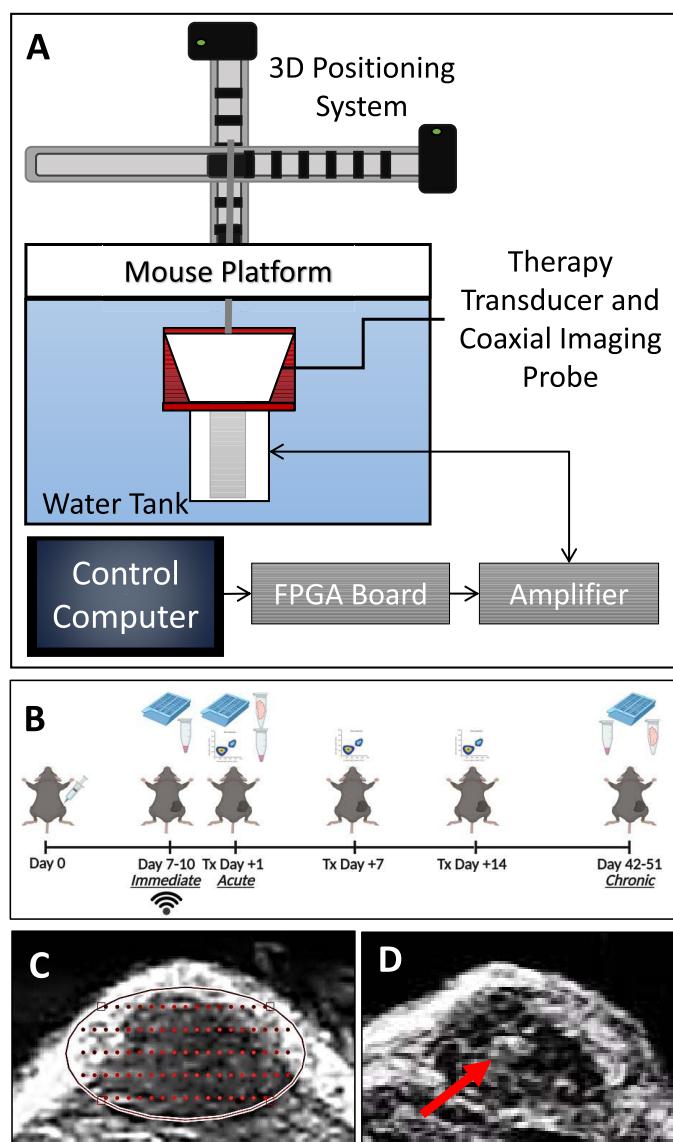 A
3D Positioning
System
Mouse Platform
Therapy
Transducer and
Coaxial Imaging
Probe
Water Tank
Control
Computer
FPGA Board
Amplifier
B
Day 0
Day 7-10
Immediate
Tx Day +1
Acute
Tx Day +7
Tx Day +14
Day 42-51
Chronic
C
D